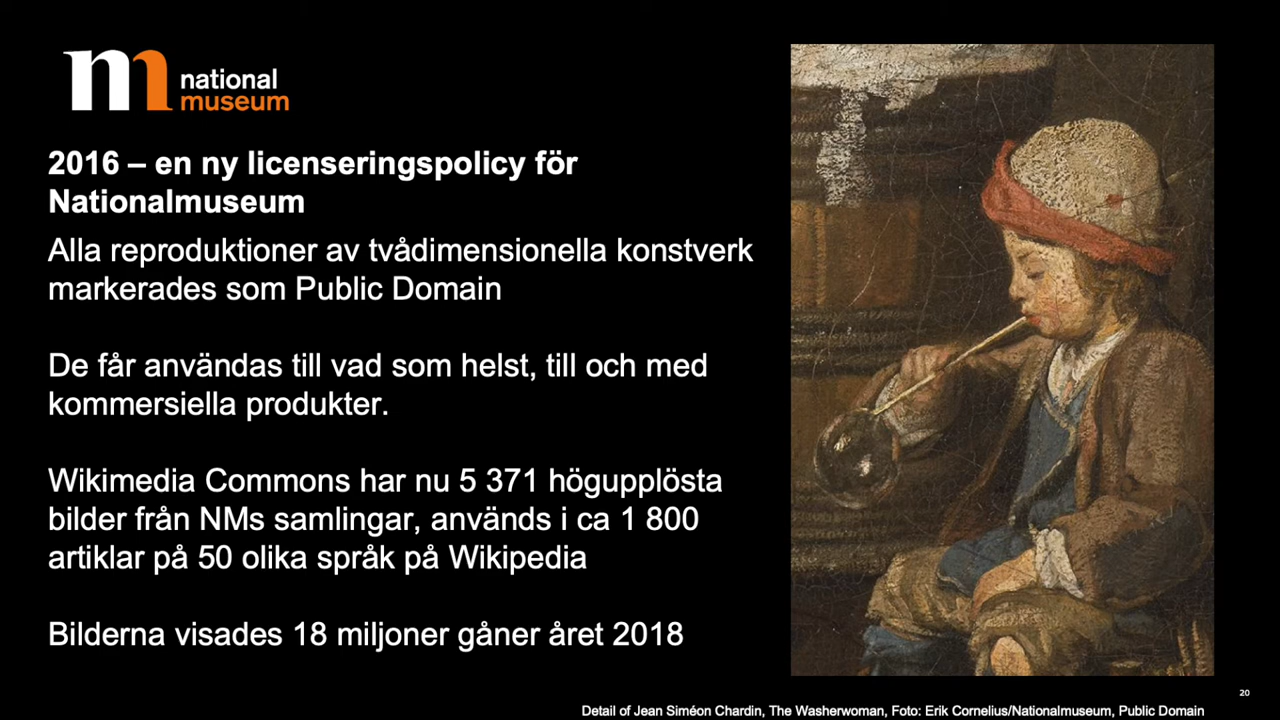 national
museum
2016 – en ny licenseringspolicy för
Nationalmuseum
Alla reproduktioner av tvådimensionella konstverk
markerades som Public Domain
De får användas till vad som helst, till och med
kommersiella produkter.
Wikimedia Commons har nu 5 371 högupplösta
bilder från NMs samlingar, används i ca 1 800
artiklar på 50 olika språk på Wikipedia
Bilderna visades 18 miljoner gåner året 2018
20
Detail of Jean Siméon Chardin, The Washerwoman, Foto: Erik Cornelius/Nationalmuseum, Public Domain